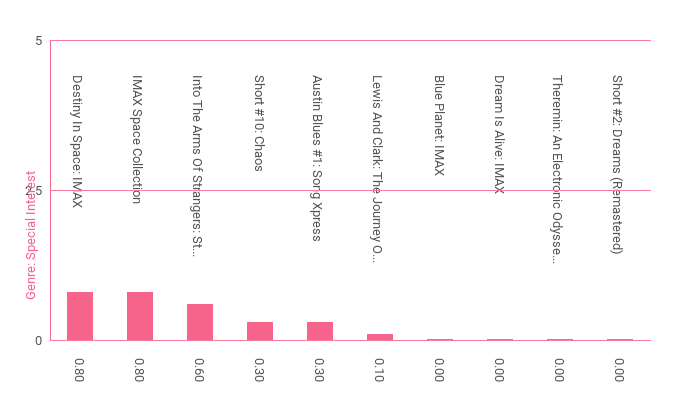 5
2.5
0
Genre: Special Interest
Destiny In Space: IMAX
IMAX Space Collection
Into The Arms Of Strangers: St...
Short #10: Chaos
Austin Blues #1: Song Xpress
Lewis And Clark: The Journey O...
Blue Planet: IMAX
Dream Is Alive: IMAX
Theremin: An Electronic Odysse...
Short #2: Dreams (Remastered)
0.80
0.80
0.60
0.30
0.30
0.10
0.00
0.00
0.00
0.00